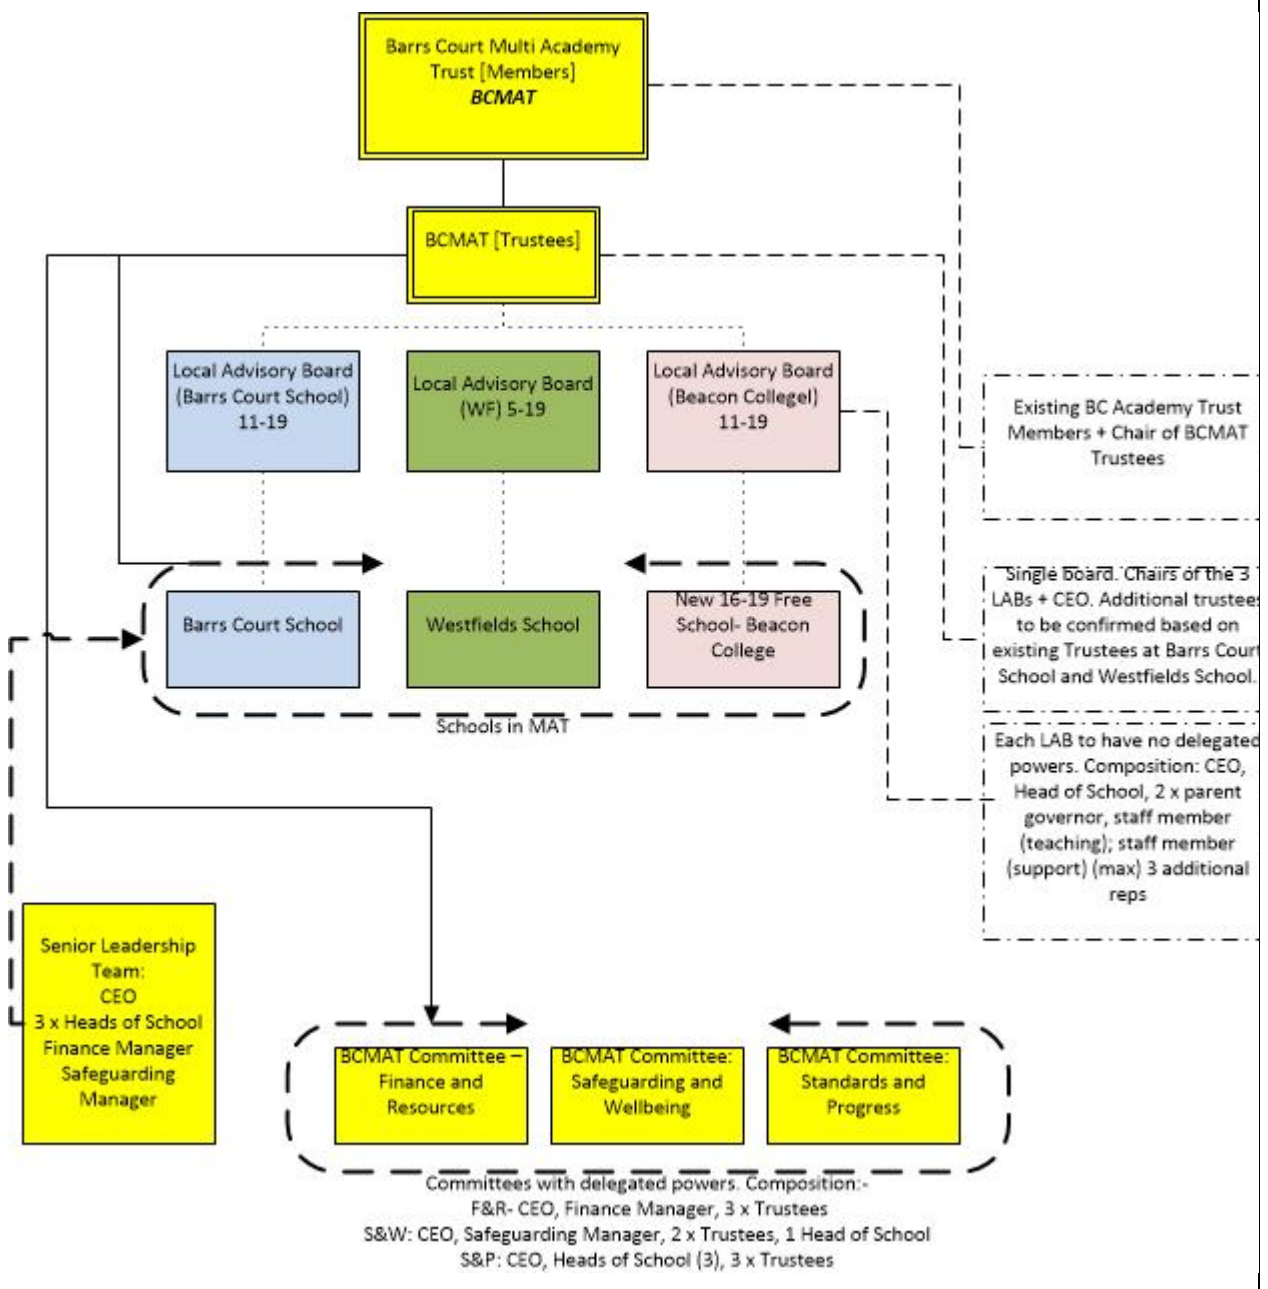 Barrs Court Multi Academy
Trust [Members]
BCMAT
BCMAT [Trustees]
Local Advisory Board
(Barrs Court School)
11-19
Local Advisory Board
(WF) 5-19
Local Advisory Board
(Beacon Collegel)
11-19
Existing BC Academy Trust
Members + Chair of BCMAT
Trustees
Single board. Chairs of the 3
LABs + CEO. Additional trustees
to be confirmed based on
existing Trustees at Barrs Court
School and Westfields School.
Barrs Court School
Westfields School
New 16-19 Free
School- Beacon
College
Schools in MAT
Each LAB to have no delegated
powers. Composition: CEO,
Head of School, 2 x parent
governor, staff member
(teaching); staff member
(support) (max) 3 additional
reps
Senior Leadership
Team:
CEO
3 x Heads of School
Finance Manager
Safeguarding
Manager
BCMAT Committee –
Finance and
Resources
BCMAT Committee:
Safeguarding and
Wellbeing
BCMAT Committee:
Standards and
Progress
Committees with delegated powers. Composition:-
F&R- CEO, Finance Manager, 3 x Trustees
S&W: CEO, Safeguarding Manager, 2 x Trustees, 1 Head of School
S&P: CEO, Heads of School (3), 3 x Trustees